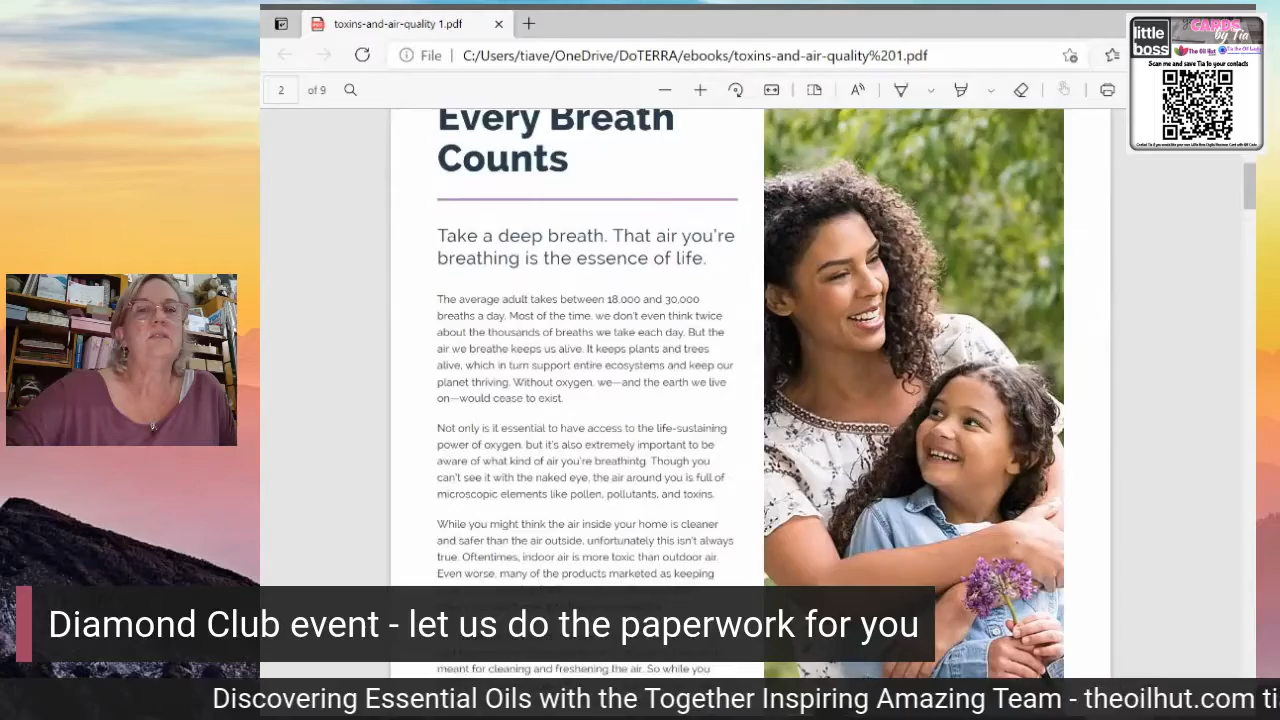 toxins-and-air-quality 1.pdf
File
C:/Users/tiave/OneDrive/DoTERRA/ebooks/toxins-and-air-quality%201.pdf
2 of 9
CARDS
by Tia
little
boss
The Oil Hut
Tia the Oil Lady
Scan me and save Tia to your contacts
Every Breath
Counts
Take a deep breath. That air you're
breathing is the essence of life.
The average adult takes between 18,000 and 30,000
breaths a day. Most of the time, we don't even think twice
about the thousands of breaths we take each day. But the
air we breathe keeps us alive. It keeps plants and trees
alive, which in turn support entire ecosystems and keep our
planet thriving. Without oxygen, we—and the earth we live
on—would cease to exist.
Not only is it essential to have access to the life-sustaining
power of oxygen, but it's also extremely important to be
aware of what kind of air you're breathintg. Though you
can't see it with the naked eye, the air around you is full of
microscopic elements like pollen, pollutants, and toxins.
While you might think the air inside your home is cleaner
and safer than the air outside, unfortunately this isn't always
true. Oftentimes, indoor air is more toxic than outdoor air.
Even worse, many of the products marketed as keeping
Diamond Club event - let us do the paperwork for you
meant for cleaning and freshening the air. So while you
Discovering Essential Oils with the Together Inspiring Amazing Team - theoilhut.com ti